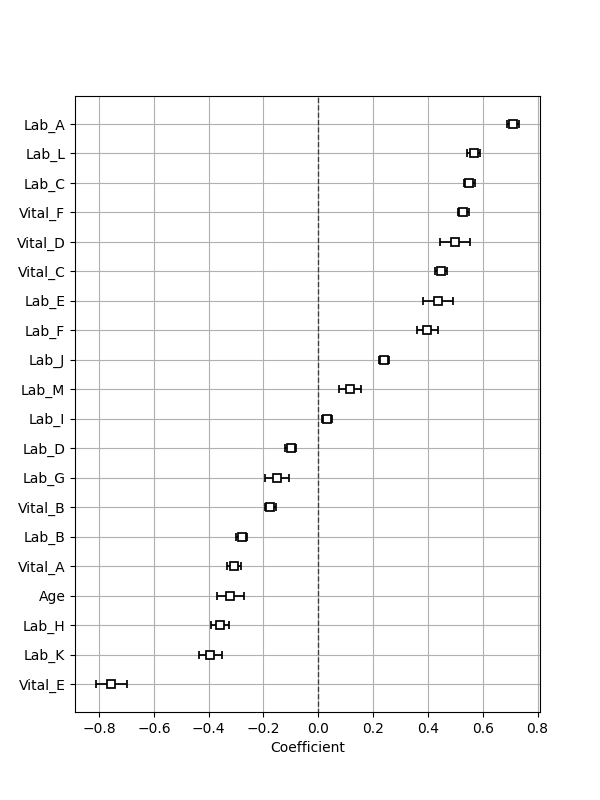 Lab_A
Lab_L
Lab_C
Vital_F
Vital_D
Vital_C
Lab_E
Lab_F
Lab_J
Lab_M
Lab_I
Lab_D
Lab_G
Vital_B
Lab_B
Vital_A
Age
Lab_H
Lab_K
Vital_E
−0.8 −0.6 −0.4 −0.2 0.0 0.2 0.4 0.6 0.8
Coefficient